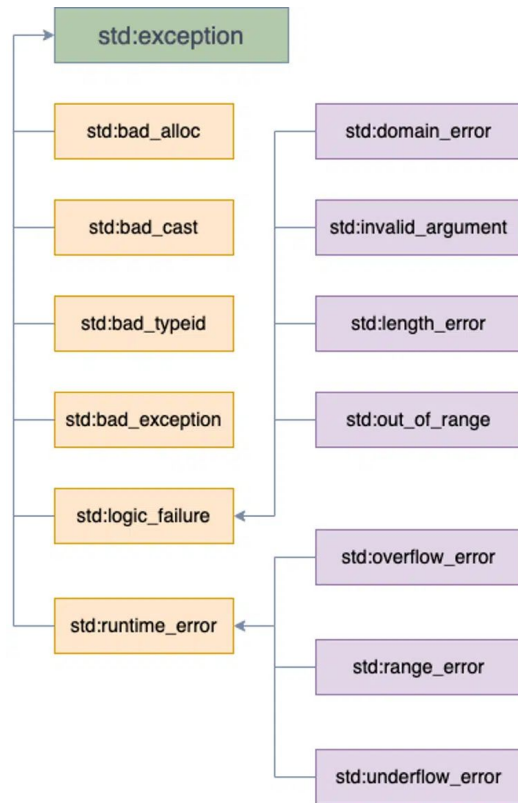 std:exception
std:bad_alloc
std:bad_cast
std:bad_typeid
std:bad_exception
std:logic_failure
std:runtime_error
std:domain_error
std:invalid_argument
std:length_error
std:out_of_range
std:overflow_error
std:range_error
std:underflow_error